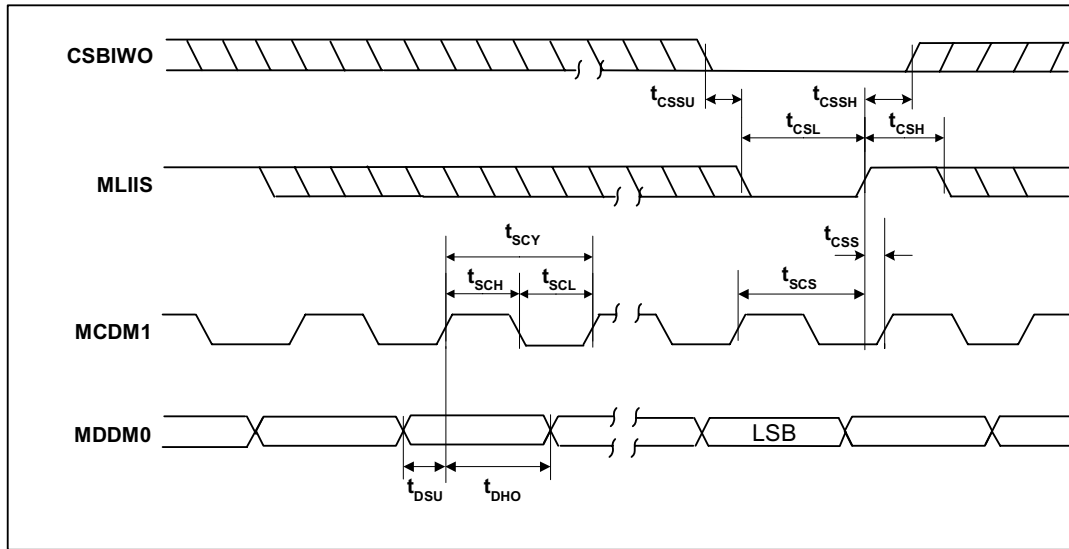 CSBIWO
tCSSU
tCSSH
tCSL
tCSH
MLIIS
tCSS
tSCY
tSCH
tSCL
tSCS
MCDM1
MDDM0
LSB
tDSU
tDHO